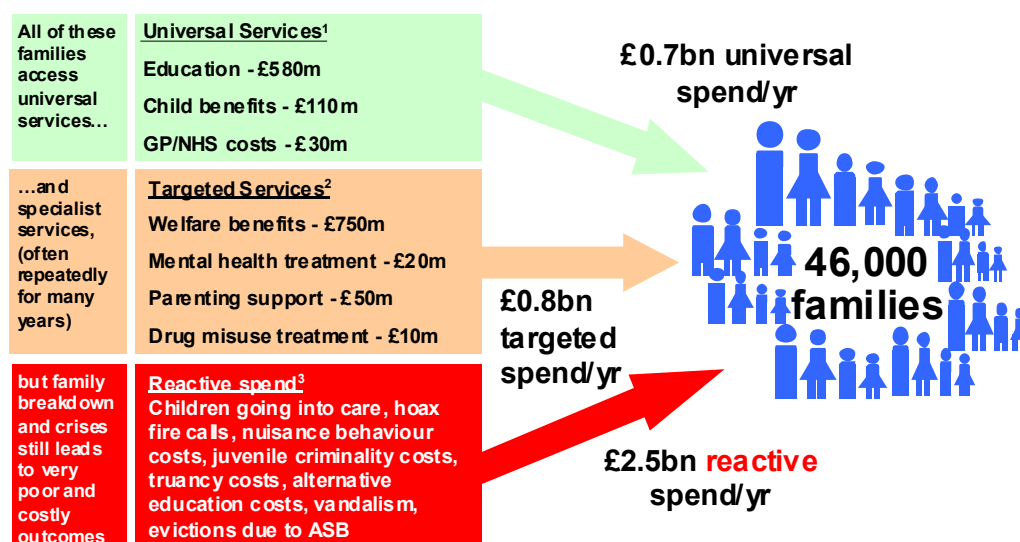 All of these
families
access
universal
services…
Universal Services¹
Education - £580m
Child benefits - £110m
GP/NHS costs - £30m
£0.7bn universal
spend/yr
…and
specialist
services,
(often
repeatedly
for many
years)
Targeted Services²
Welfare benefits - £750m
Mental health treatment - £20m
Parenting support - £50m
Drug misuse treatment - £10m
£0.8bn
targeted
spend/yr
46,000
families
but family
breakdown
and crises
still leads
to very
poor and
costly
outcomes
Reactive spend³
Children going into care, hoax
fire calls, nuisance behaviour
costs, juvenile criminality costs,
truancy costs, alternative
education costs, vandalism,
evictions due to ASB
£2.5bn reactive
spend/yr